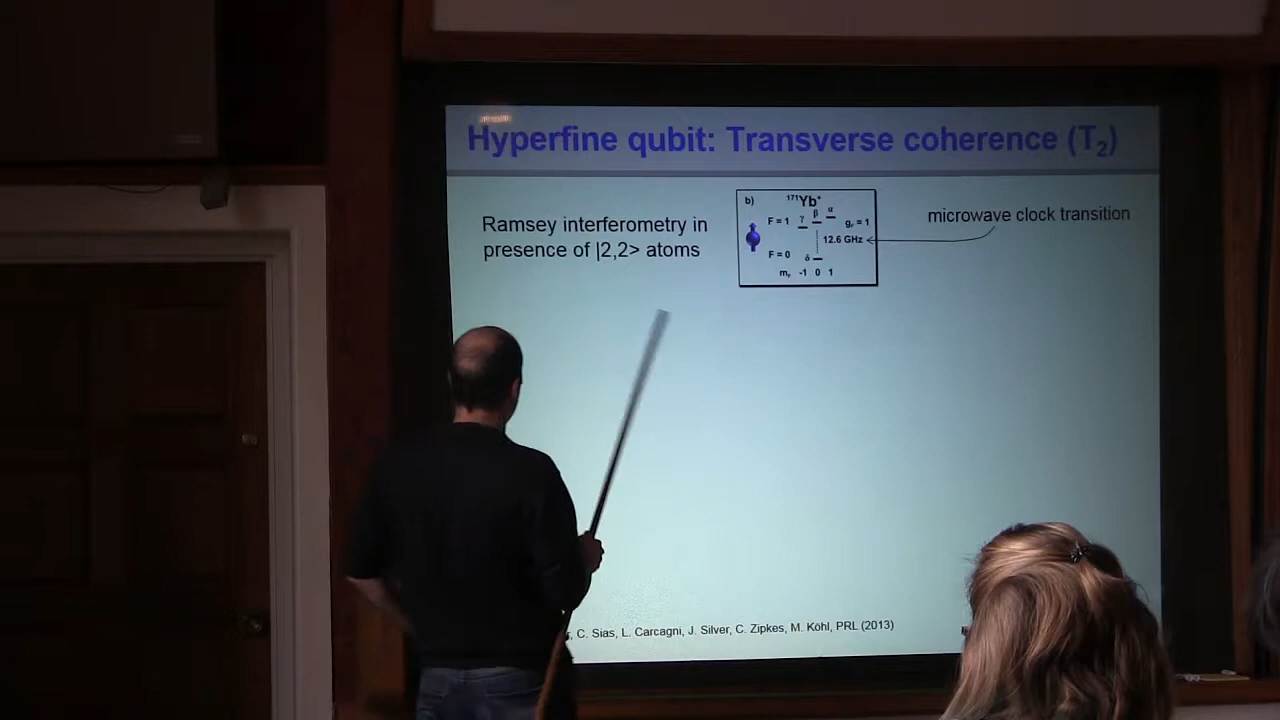 Hyperfine qubit: Transverse coherence (T₂)
Ramsey interferometry in
presence of |2,2> atoms
b) ¹⁷¹Yb⁺
F = 1 γ β α gF = 1
12.6 GHz
F = 0 δ
mF -1 0 1
microwave clock transition
C. Sias, L. Carcagni, J. Silver, C. Zipkes, M. Köhl, PRL (2013)